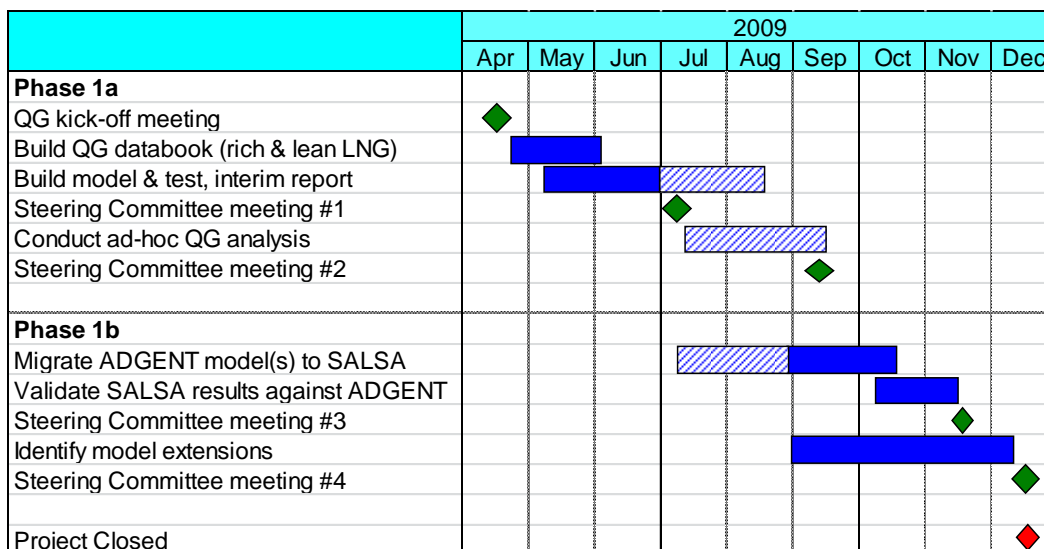 2009
Apr May Jun Jul Aug Sep Oct Nov Dec
Phase 1a
QG kick-off meeting
Build QG databook (rich & lean LNG)
Build model & test, interim report
Steering Committee meeting #1
Conduct ad-hoc QG analysis
Steering Committee meeting #2
Phase 1b
Migrate ADGENT model(s) to SALSA
Validate SALSA results against ADGENT
Steering Committee meeting #3
Identify model extensions
Steering Committee meeting #4
Project Closed